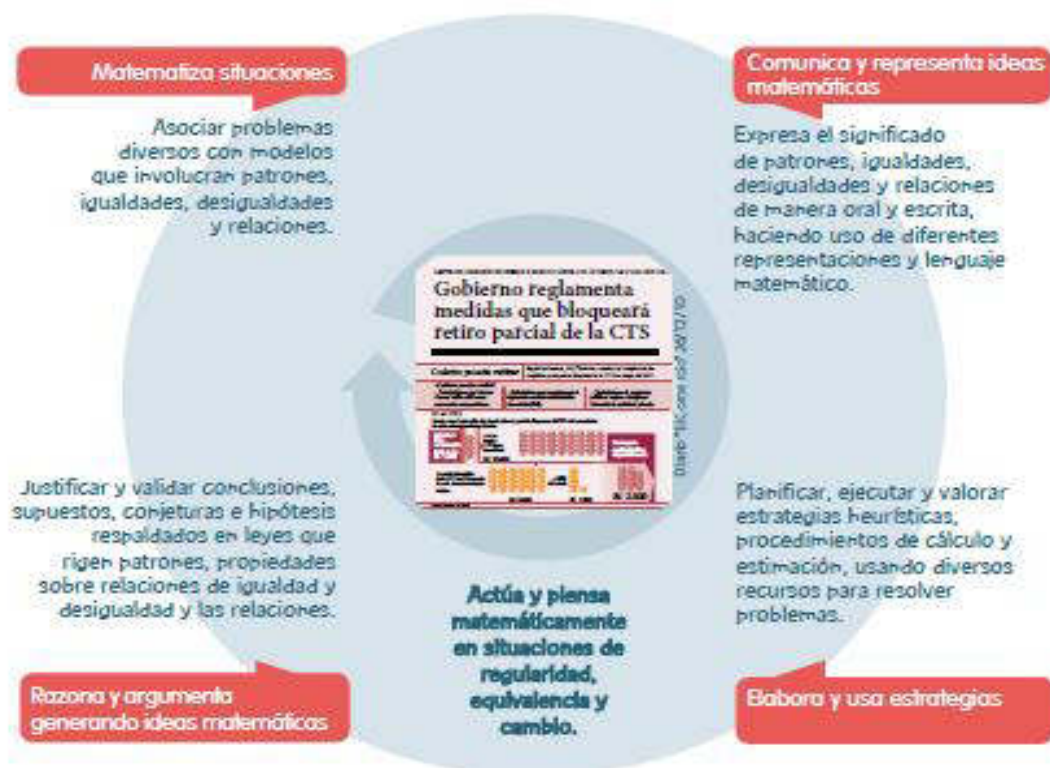 Matematiza situaciones
Asociar problemas
diversos con modelos
que involucran patrones,
igualdades, desigualdades
y relaciones.
Comunica y representa ideas
matemáticas
Expresa el significado
de patrones, igualdades,
desigualdades y relaciones
de manera oral y escrita,
haciendo uso de diferentes
representaciones y lenguaje
matemático.
Gobierno reglamenta
medidas que bloqueará
retiro parcial de la CTS
Justificar y validar conclusiones,
supuestos, conjeturas e hipótesis
respaldados en leyes que
rigen patrones, propiedades
sobre relaciones de igualdad y
desigualdad y las relaciones.
Razona y argumenta
generando ideas matemáticas
Actúa y piensa
matemáticamente
en situaciones de
regularidad,
equivalencia y
cambio.
Planificar, ejecutar y valorar
estrategias heurísticas,
procedimientos de cálculo y
estimación, usando diversos
recursos para resolver
problemas.
Elabora y usa estrategias